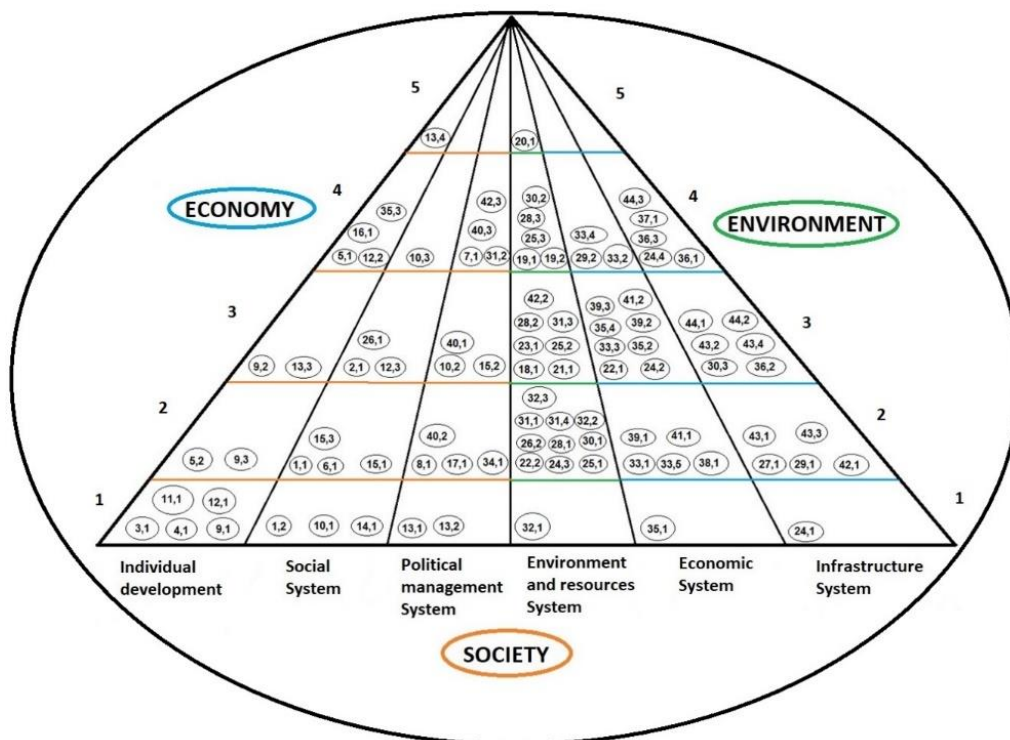 5 5
13,4 20,1
4 42,3 30,2 44,3 4
35,3 28,3 37,1
ECONOMY ENVIRONMENT
16,1 40,3 25,3 33,4 36,3
5,1 12,2 10,3 7,1 31,2 19,1 19,2 29,2 33,2 24,4 36,1
42,2 39,3 41,2
3 28,2 31,3 35,4 39,2 44,1 44,2 3
26,1 40,1 23,1 25,2 33,3 35,2 43,2 43,4
9,2 13,3 2,1 12,3 10,2 15,2 18,1 21,1 22,1 24,2 30,3 36,2
32,3
2 31,1 31,4 32,2 2
15,3 40,2 26,2 28,1 30,1 39,1 41,1 43,1 43,3
5,2 9,3 1,1 6,1 15,1 8,1 17,1 34,1 22,2 24,3 25,1 33,1 33,5 38,1 27,1 29,1 42,1
1 11,1 12,1 1
3,1 4,1 9,1 1,2 10,1 14,1 13,1 13,2 32,1 35,1 24,1
Individual Social Political Environment Economic Infrastructure
development System management and resources System System
System System
SOCIETY